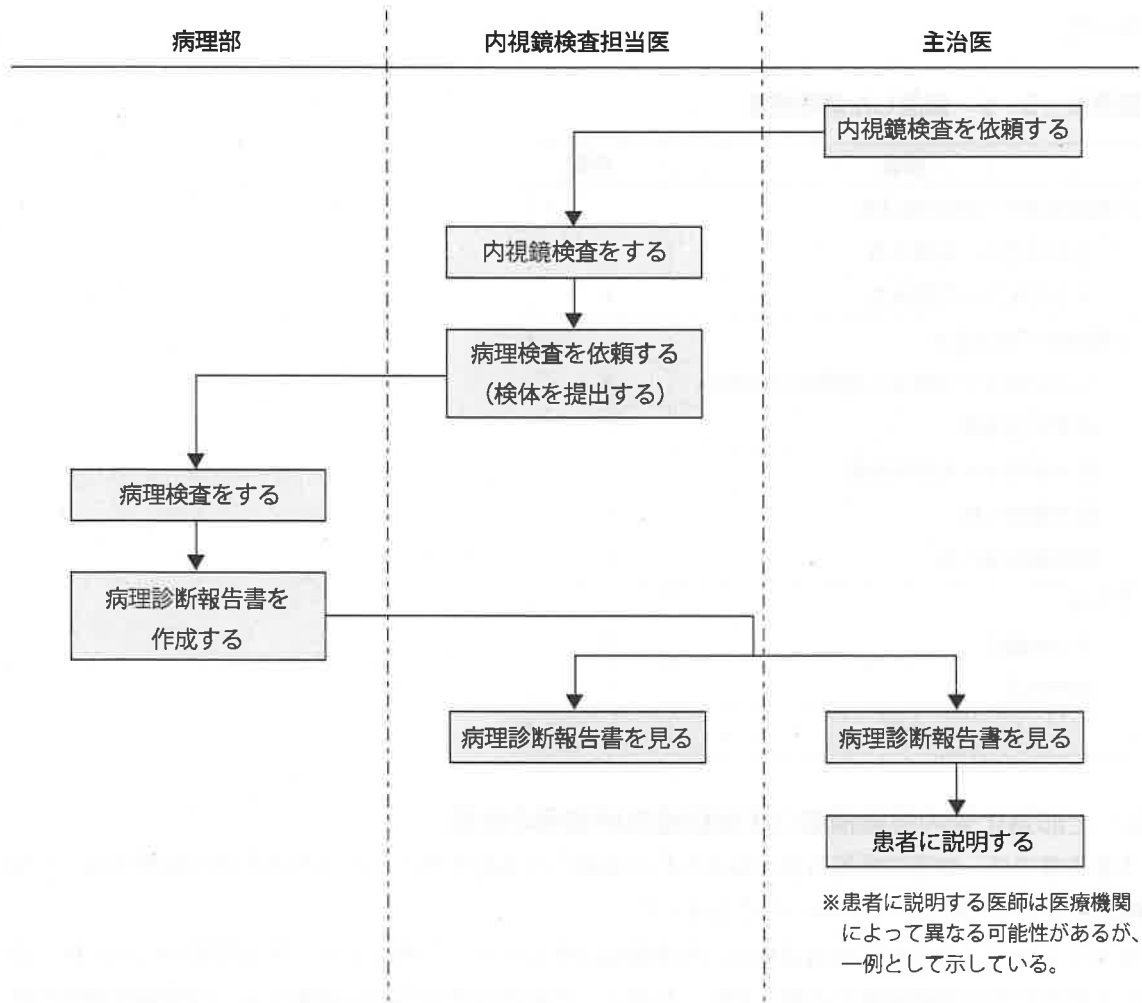 病理部
内視鏡検査担当医
主治医
内視鏡検査を依頼する
内視鏡検査をする
病理検査を依頼する
（検体を提出する）
病理検査をする
病理診断報告書を
作成する
病理診断報告書を見る
病理診断報告書を見る
患者に説明する
※患者に説明する医師は医療機関
によって異なる可能性があるが、
一例として示している。